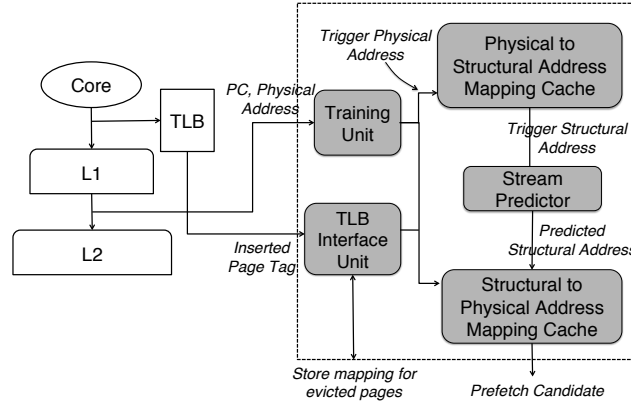 Core
TLB
L1
L2
PC, Physical
Address
Inserted
Page Tag
Trigger Physical
Address
Training
Unit
TLB
Interface
Unit
Physical to
Structural Address
Mapping Cache
Trigger Structural
Address
Stream
Predictor
Predicted
Structural Address
Structural to
Physical Address
Mapping Cache
Store mapping for
evicted pages
Prefetch Candidate